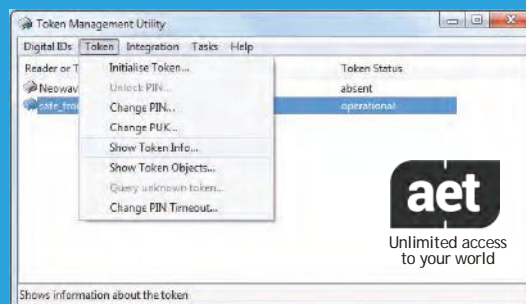 Token Management Utility
Digital IDs Token Integration Tasks Help
Reader or T
Token Status
Initialise Token...
Neowav
absent
Unlock PIN...
operational
Change PIN...
Change PUK...
Show Token Info...
Show Token Objects...
Query unknown token...
Change PIN Timeout...
aet
Unlimited access
to your world
Shows information about the token